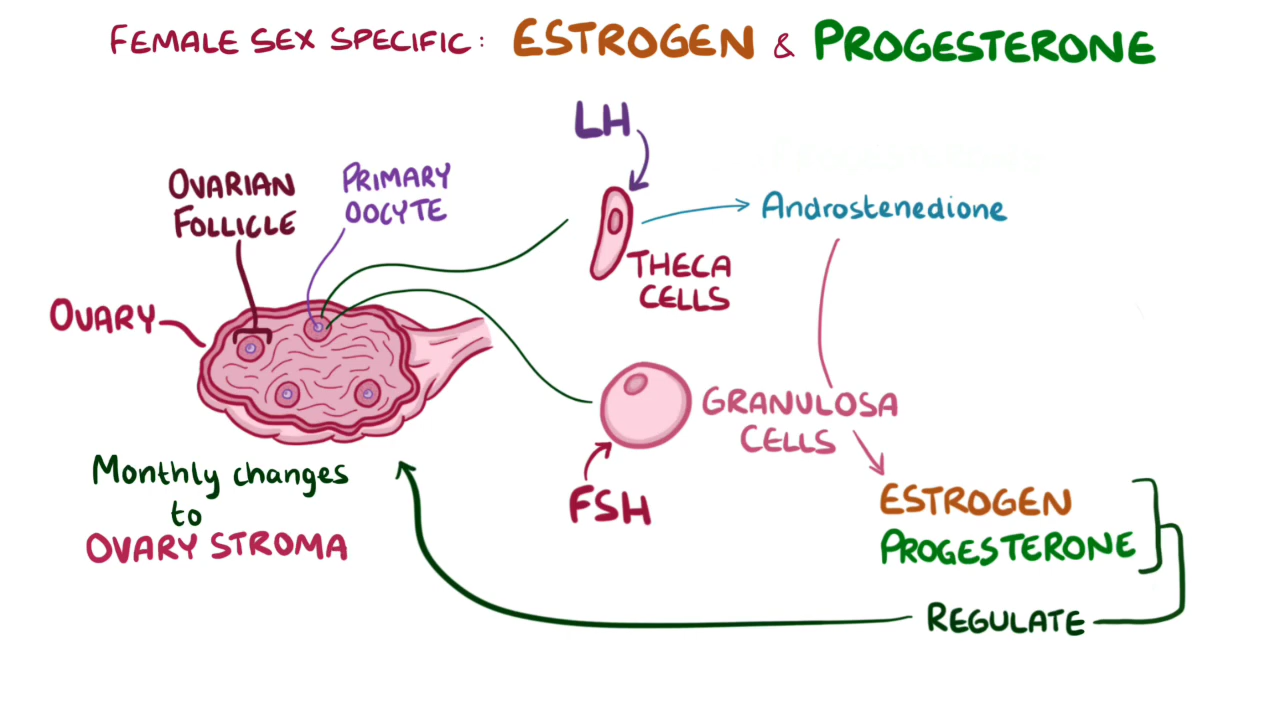 FEMALE SEX SPECIFIC: ESTROGEN & PROGESTERONE
LH
OVARIAN
FOLLICLE
PRIMARY
OOCYTE
Androstenedione
THECA
CELLS
OVARY
GRANULOSA
CELLS
FSH
Monthly changes
to
OVARY STROMA
ESTROGEN
PROGESTERONE
REGULATE